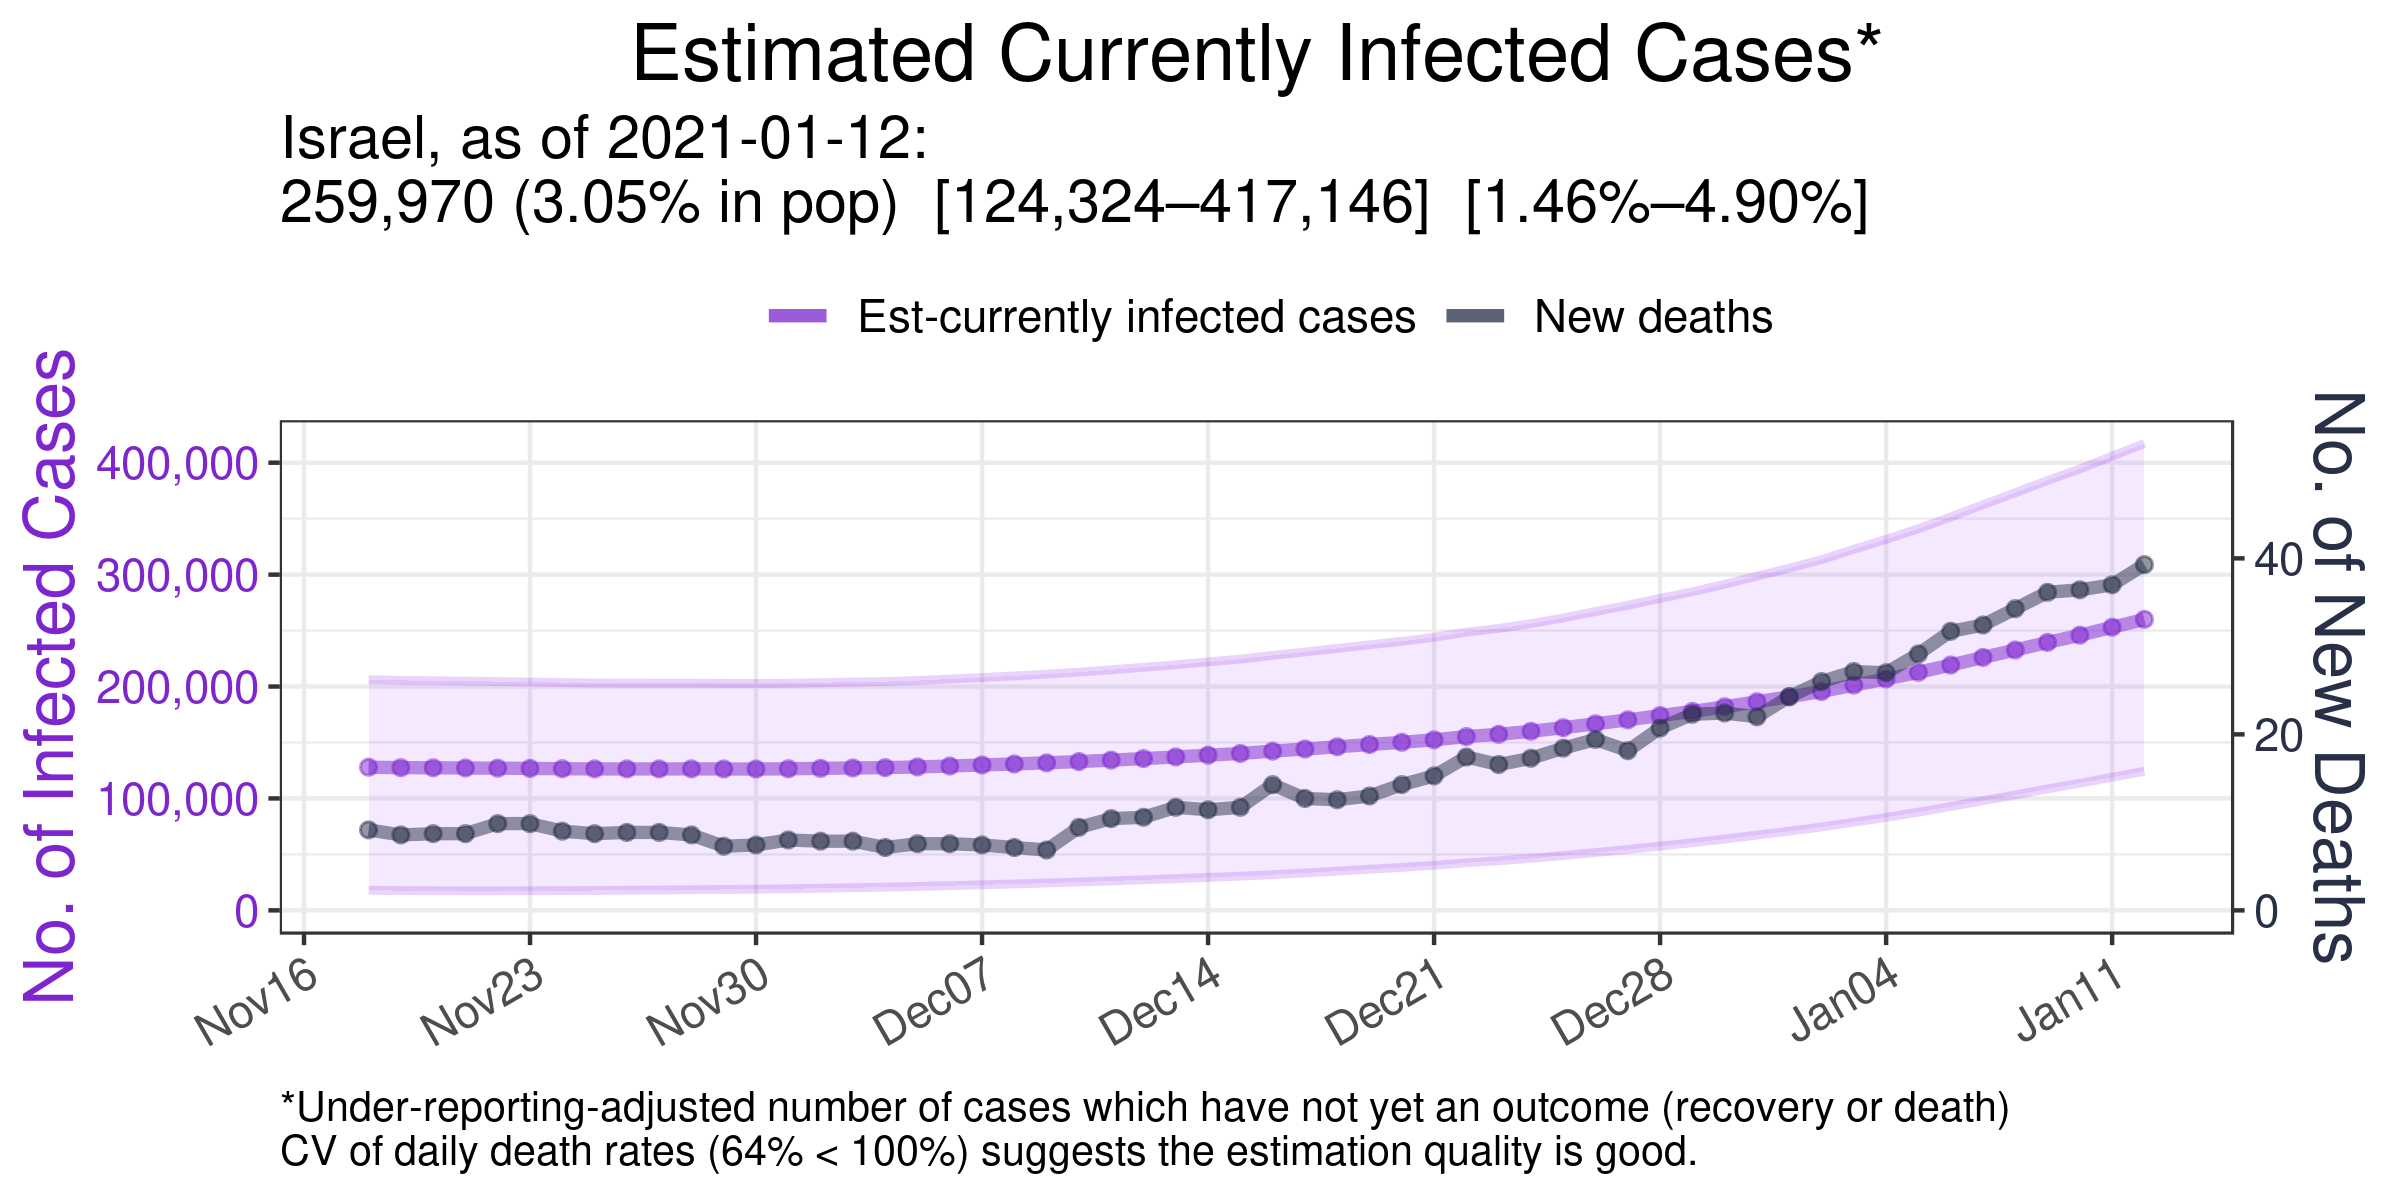 Estimated Currently Infected Cases*
Israel, as of 2021-01-12:
259,970 (3.05% in pop) [124,324–417,146] [1.46%–4.90%]
Est-currently infected cases
New deaths
No. of Infected Cases
400,000
300,000
200,000
100,000
0
No. of New Deaths
40
20
0
Nov16
Nov23
Nov30
Dec07
Dec14
Dec21
Dec28
Jan04
Jan11
*Under-reporting-adjusted number of cases which have not yet an outcome (recovery or death)
CV of daily death rates (64% < 100%) suggests the estimation quality is good.